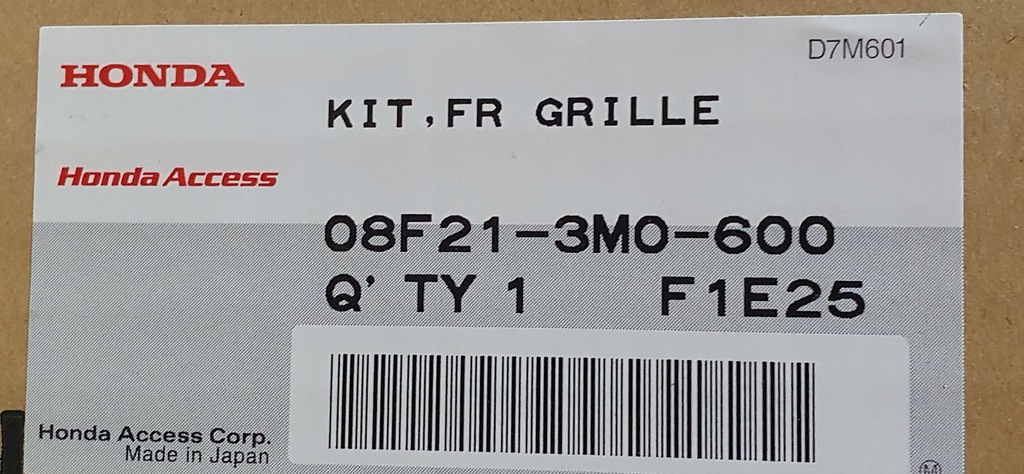 D7M601
HONDA
KIT,FR GRILLE
Honda Access
08F21-3M0-600
Q'TY 1 F1E25
Honda Access Corp.
Made in Japan
M